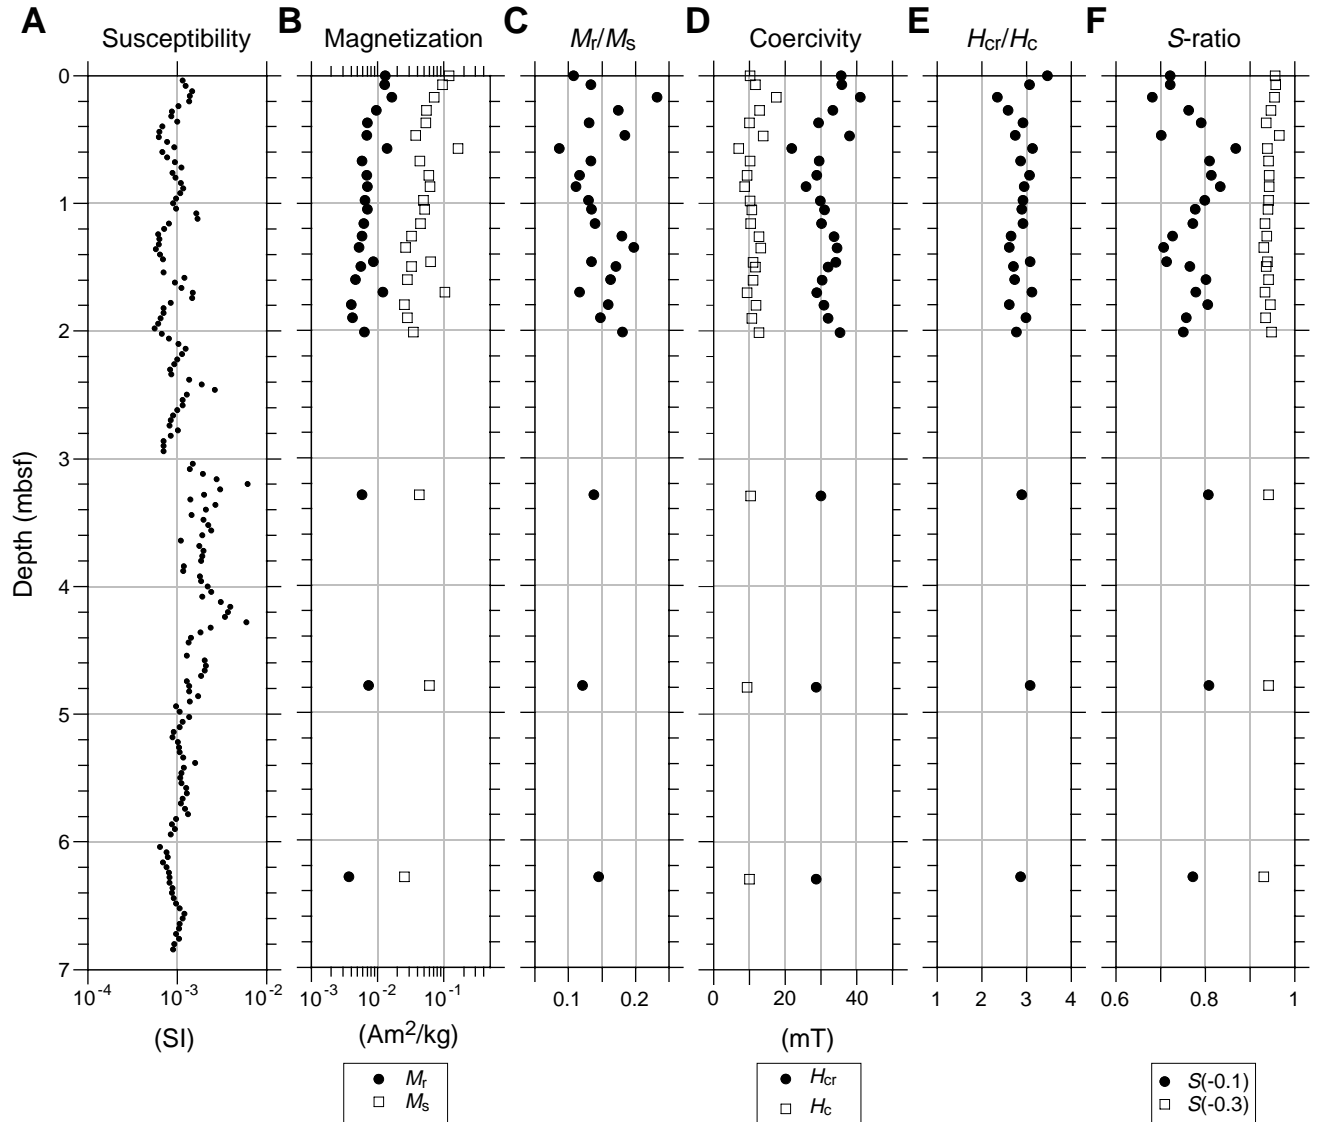 A B C D E F
Susceptibility Magnetization Mr/Ms Coercivity Hcr/Hc S-ratio
Depth (mbsf)
0
1
2
3
4
5
6
7
10-4 10-3 10-2 10-3 10-2 10-1 0.1 0.2 0 20 40 1 2 3 4 0.6 0.8 1
(SI) (Am2/kg) (mT)
Mr Hcr S(-0.1)
Ms Hc S(-0.3)